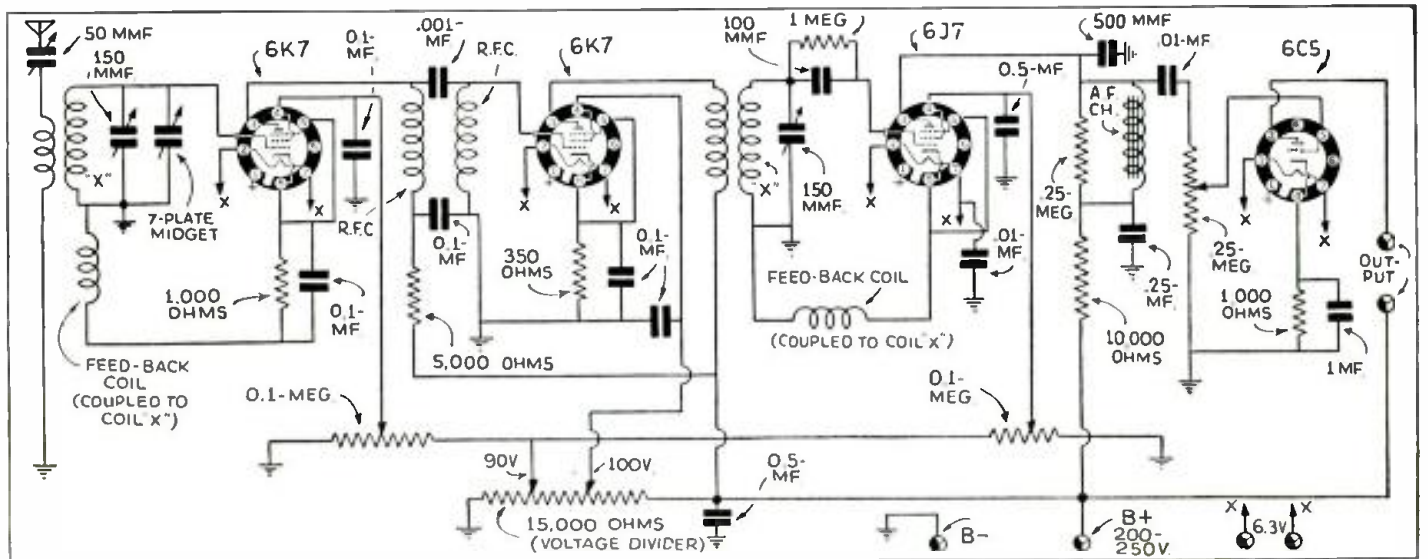 50 MMF
150
MMF
6K7
0.1-
MF
.001-
MF
R.F.C.
6K7
100
MMF
1 MEG
6J7
500 MMF
.01-MF.
6C5
0.5-MF.
A.F.
CH.
"X"
7-PLATE
MIDGET
X
X
R.F.C
X
X
"X"
150
MMF.
X
X
.25-
MEG
X
X
1,000
OHMS
0.1-
MF
0.1-
MF
350
OHMS
0.1-
MF
.01-
MF
.25-
MF.
.25-
MEG
OUT-
PUT
FEED-BACK COIL
(COUPLED TO COIL "X")
10,000
OHMS
1,000
OHMS
1 MF.
FEED-BACK
COIL
(COUPLED TO
COIL "X")
5,000 OHMS
0.1-MEG
0.1-
MEG
90V
100V
0.5-
MF
15,000 OHMS
(VOLTAGE DIVIDER)
B-
B+
200-
250V.
X
X
6.3V